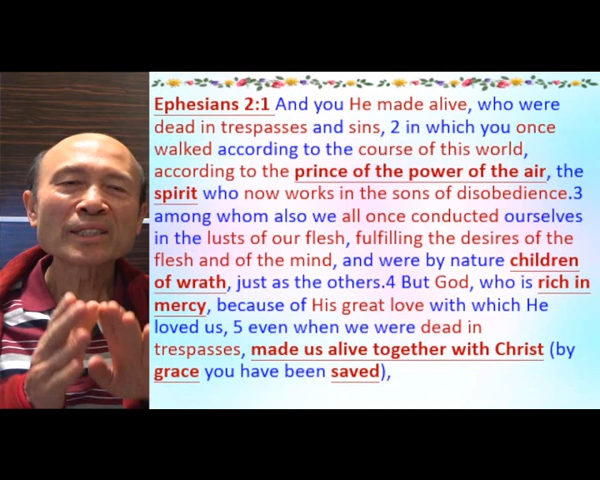 Ephesians 2:1 And you He made alive, who were
dead in trespasses and sins, 2 in which you once
walked according to the course of this world,
according to the prince of the power of the air, the
spirit who now works in the sons of disobedience.3
among whom also we all once conducted ourselves
in the lusts of our flesh, fulfilling the desires of the
flesh and of the mind, and were by nature children
of wrath, just as the others.4 But God, who is rich in
mercy, because of His great love with which He
loved us, 5 even when we were dead in
trespasses, made us alive together with Christ (by
grace you have been saved),